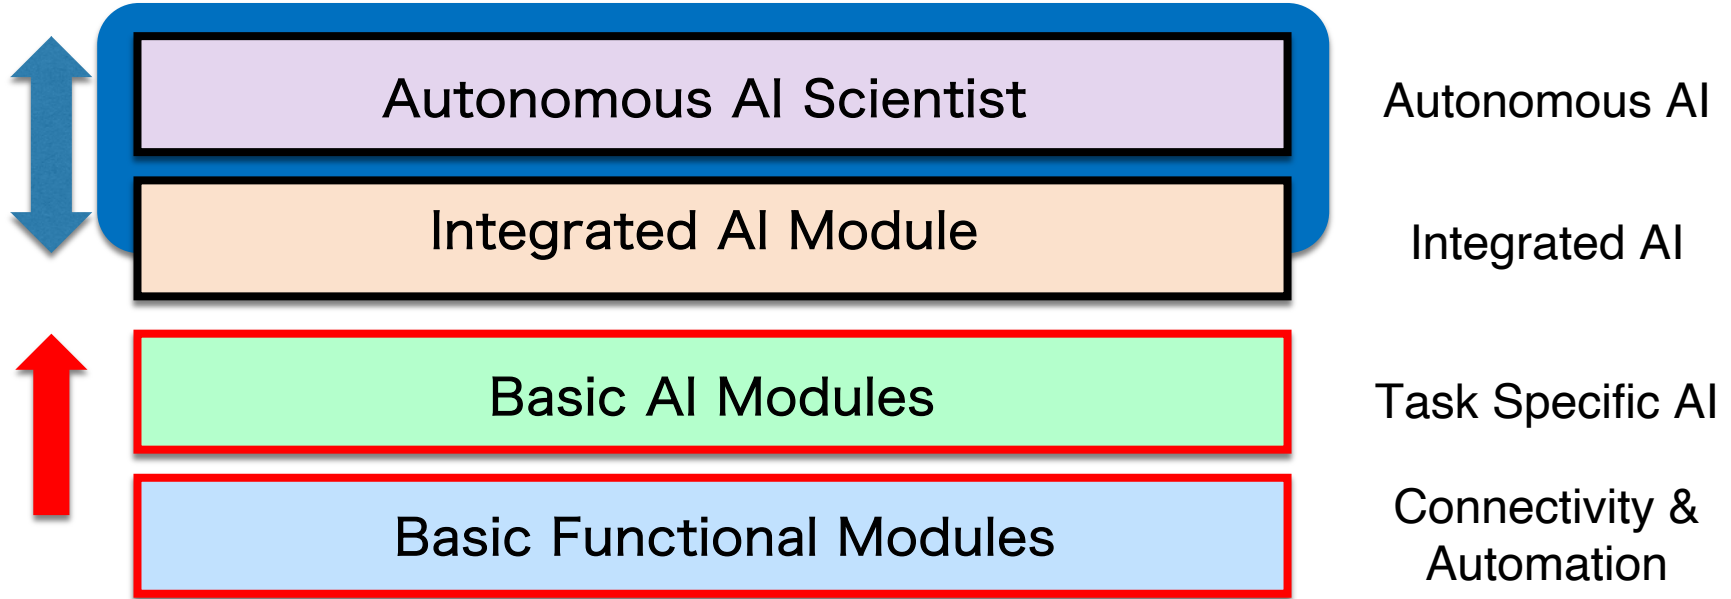 Autonomous AI Scientist
Autonomous AI
Integrated AI Module
Integrated AI
Basic AI Modules
Task Specific AI
Basic Functional Modules
Connectivity &
Automation